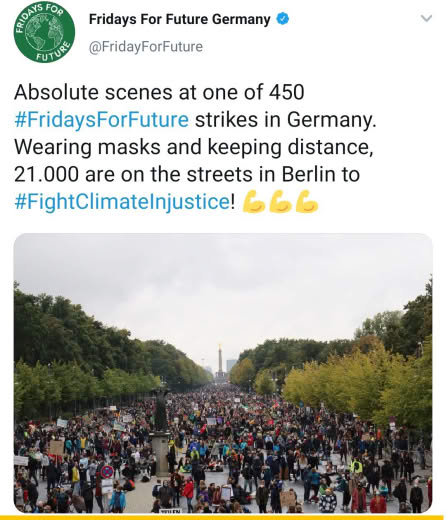 FRIDAYS FOR
FUTURE
Fridays For Future Germany
@FridayForFuture
Absolute scenes at one of 450
#FridaysForFuture strikes in Germany.
Wearing masks and keeping distance,
21.000 are on the streets in Berlin to
#FightClimateInjustice! 💪💪💪